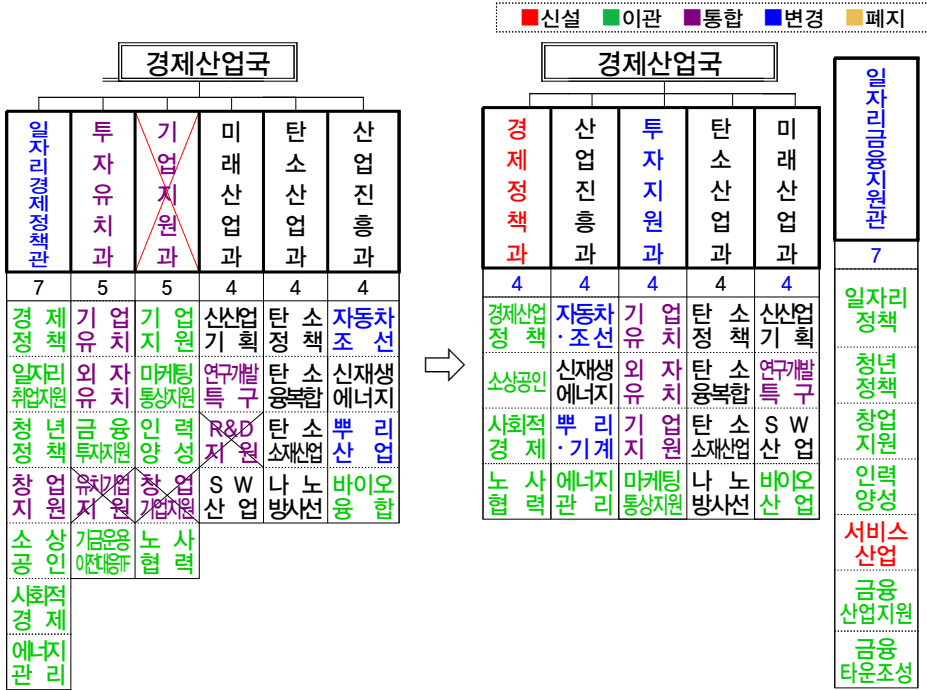 ■신설 ■이관 ■통합 ■변경 ■폐지
경제산업국
일자리경제정책관
투자유치과
기업지원과
미래산업과
탄소산업과
산업진흥과
7 5 5 4 4 4
경 제
정 책
일자리
취업지원
청 년
정 책
창 업
지 원
소 상
공 인
사회적
경 제
에너지
관 리
기 업
유 치
외 자
유 치
금 융
투자지원
유치기업
지 원
기금운용
이전대응TF
기 업
지 원
마케팅
통상지원
인 력
양 성
창 업
기업지원
노 사
협 력
신산업
기 획
연구개발
특 구
R&D
지 원
S W
산 업
탄 소
정 책
탄 소
융복합
탄 소
소재산업
나 노
방사선
자동차
조 선
신재생
에너지
뿌 리
산 업
바이오
융 합
경제산업국
경제정책과
산업진흥과
투자지원과
탄소산업과
미래산업과
4 4 4 4 4
경제산업
정 책
소상공인
사회적
경 제
노 사
협 력
자동차
·조 선
신재생
에너지
뿌 리
·기 계
에너지
관 리
기 업
유 치
외 자
유 치
기 업
지 원
마케팅
통상지원
탄 소
정 책
탄 소
융복합
탄 소
소재산업
나 노
방사선
신산업
기 획
연구개발
특 구
S W
산 업
바이오
산 업
일자리금융지원관
7
일자리
정책
청년
정책
창업
지원
인력
양성
서비스
산업
금융
산업지원
금융
타운조성